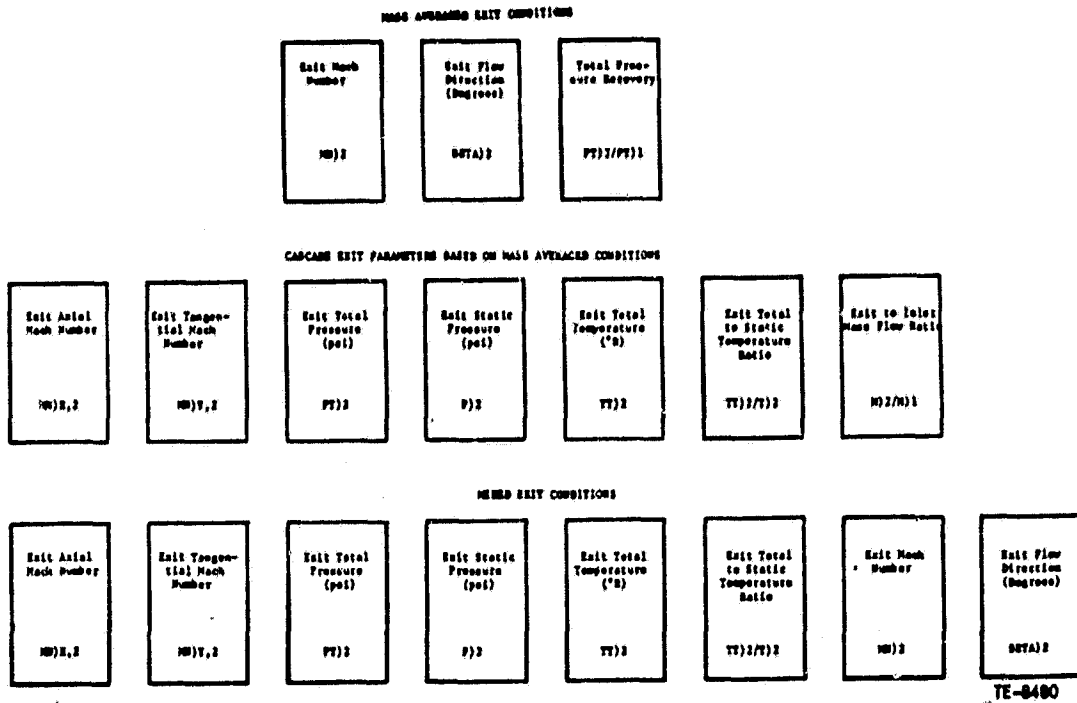 MASS AVERAGED EXIT CONDITIONS
Exit Mach
Number
MN)2
Exit Flow
Direction
(Degrees)
BETA)2
Total Pres-
sure Recovery
PT)2/PT)1
CASCADE EXIT PARAMETERS BASED ON MASS AVERAGED CONDITIONS
Exit Axial
Mach Number
MN)X,2
Exit Tangen-
tial Mach
Number
MN)Y,2
Exit Total
Pressure
(psi)
PT)2
Exit Static
Pressure
(psi)
P)2
Exit Total
Temperature
(°R)
TT)2
Exit Total
to Static
Temperature
Ratio
TT)2/T)2
Exit to Inlet
Mass Flow Ratio
M)2/M)1
MIXED EXIT CONDITIONS
Exit Axial
Mach Number
MN)X,2
Exit Tangen-
tial Mach
Number
MN)Y,2
Exit Total
Pressure
(psi)
PT)2
Exit Static
Pressure
(psi)
P)2
Exit Total
Temperature
(°R)
TT)2
Exit Total
to Static
Temperature
Ratio
TT)2/T)2
Exit Mach
Number
MN)2
Exit Flow
Direction
(Degrees)
BETA)2
TE-8480